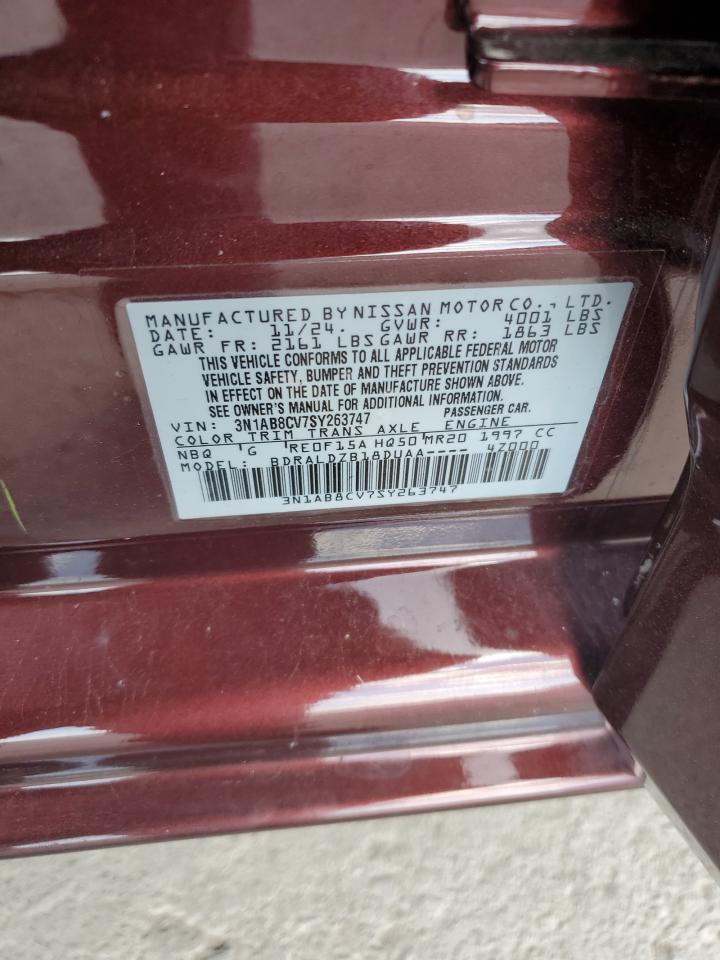 MANUFACTURED BY NISSAN MOTOR CO., LTD.
DATE: 11/24. GVWR: 4001 LBS
GAWR FR: 2161 LBS GAWR RR: 1863 LBS
THIS VEHICLE CONFORMS TO ALL APPLICABLE FEDERAL MOTOR
VEHICLE SAFETY, BUMPER AND THEFT PREVENTION STANDARDS
IN EFFECT ON THE DATE OF MANUFACTURE SHOWN ABOVE.
SEE OWNER'S MANUAL FOR ADDITIONAL INFORMATION.
VIN: 3N1AB8CV7SY263747 PASSENGER CAR.
COLOR TRIM TRANS AXLE ENGINE
NBQ G RE0F15A HQ50 MR20 1997 CC
MODEL: BDRALDZB18DUAA---- 4Z000
3N1AB8CV7SY263747